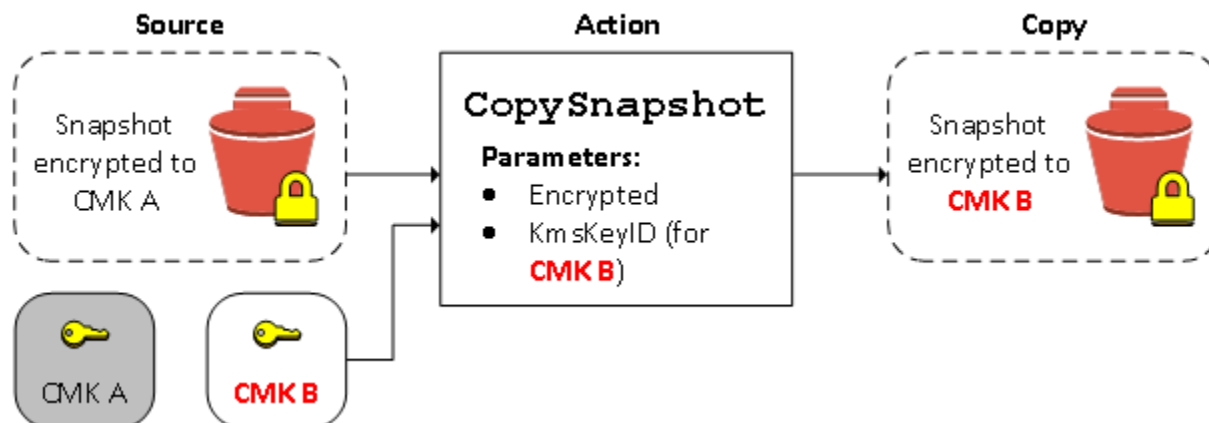 Source
Action
Copy
Snapshot
encrypted to
CMK A
CopySnapshot
Parameters:
● Encrypted
● KmsKeyID (for
CMK B)
Snapshot
encrypted to
CMK B
CMK A
CMK B